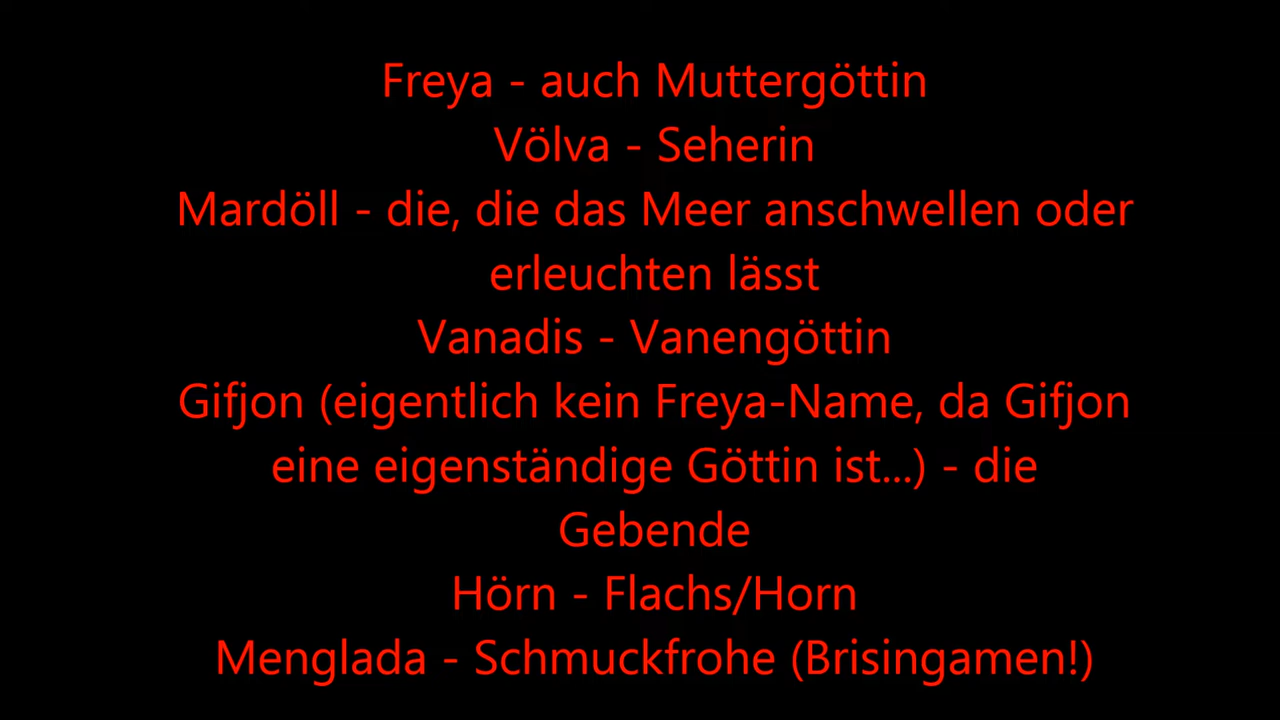 Freya - auch Muttergöttin
Völva - Seherin
Mardöll - die, die das Meer anschwellen oder
erleuchten lässt
Vanadis - Vanengöttin
Gifjon (eigentlich kein Freya-Name, da Gifjon
eine eigenständige Göttin ist...) - die
Gebende
Hörn - Flachs/Horn
Menglada - Schmuckfrohe (Brisingamen!)